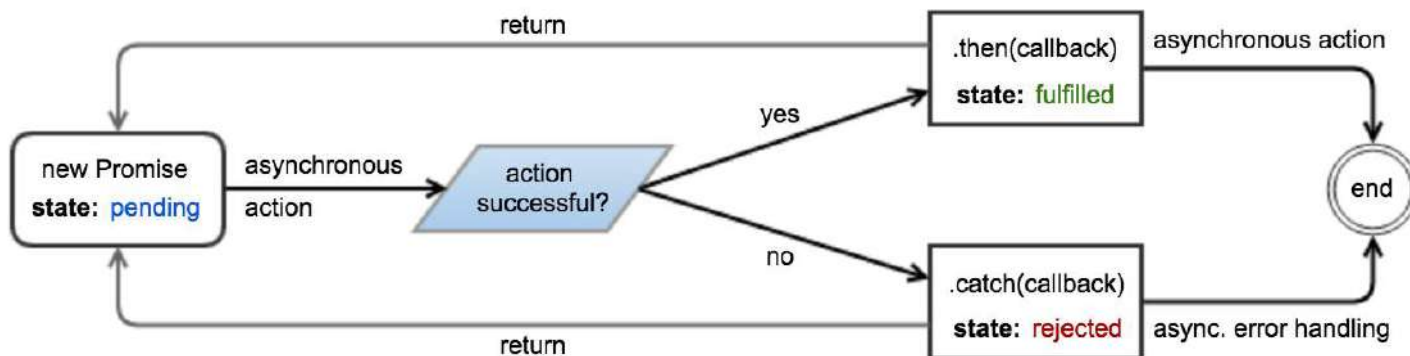 return
.then(callback)
state: fulfilled
asynchronous action
yes
new Promise
state: pending
asynchronous
action
action
successful?
end
no
.catch(callback)
state: rejected
async. error handling
return